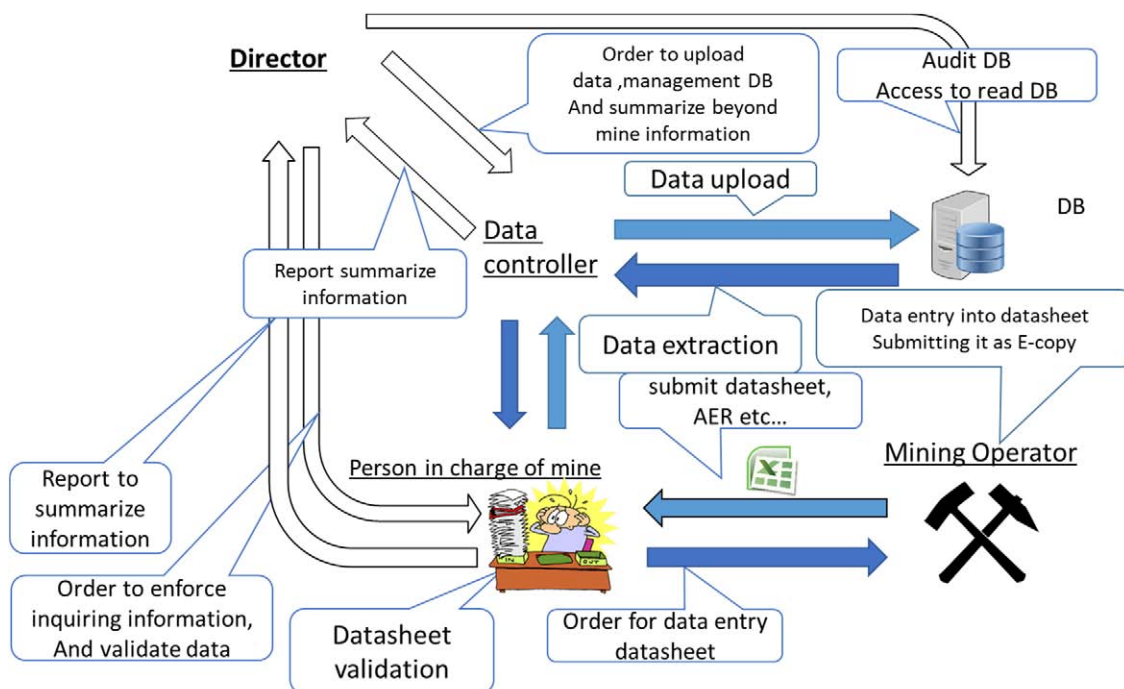 Director
Order to upload
data ,management DB
And summarize beyond
mine information
Audit DB
Access to read DB
Data upload
DB
Data
controller
Report summarize
information
Data extraction
Data entry into datasheet
Submitting it as E-copy
submit datasheet,
AER etc...
Mining Operator
Person in charge of mine
Report to
summarize
information
IN
OUT
Order to enforce
inquiring information,
And validate data
Datasheet
validation
Order for data entry
datasheet